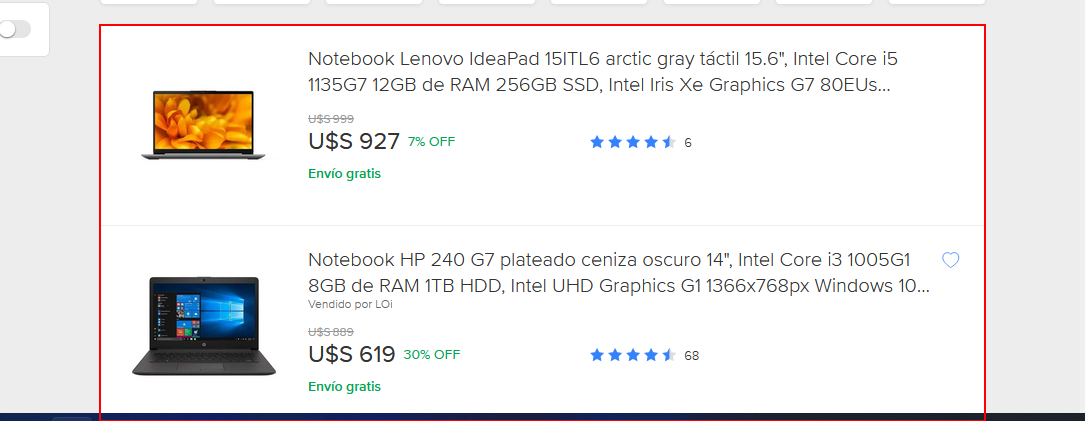 Notebook Lenovo IdeaPad 15ITL6 arctic gray táctil 15.6", Intel Core i5
1135G7 12GB de RAM 256GB SSD, Intel Iris Xe Graphics G7 80EUs...
U$S 999
U$S 927 7% OFF
6
Envío gratis
Notebook HP 240 G7 plateado ceniza oscuro 14", Intel Core i3 1005G1
8GB de RAM 1TB HDD, Intel UHD Graphics G1 1366x768px Windows 10...
Vendido por LOi
U$S 889
U$S 619 30% OFF
68
Envío gratis